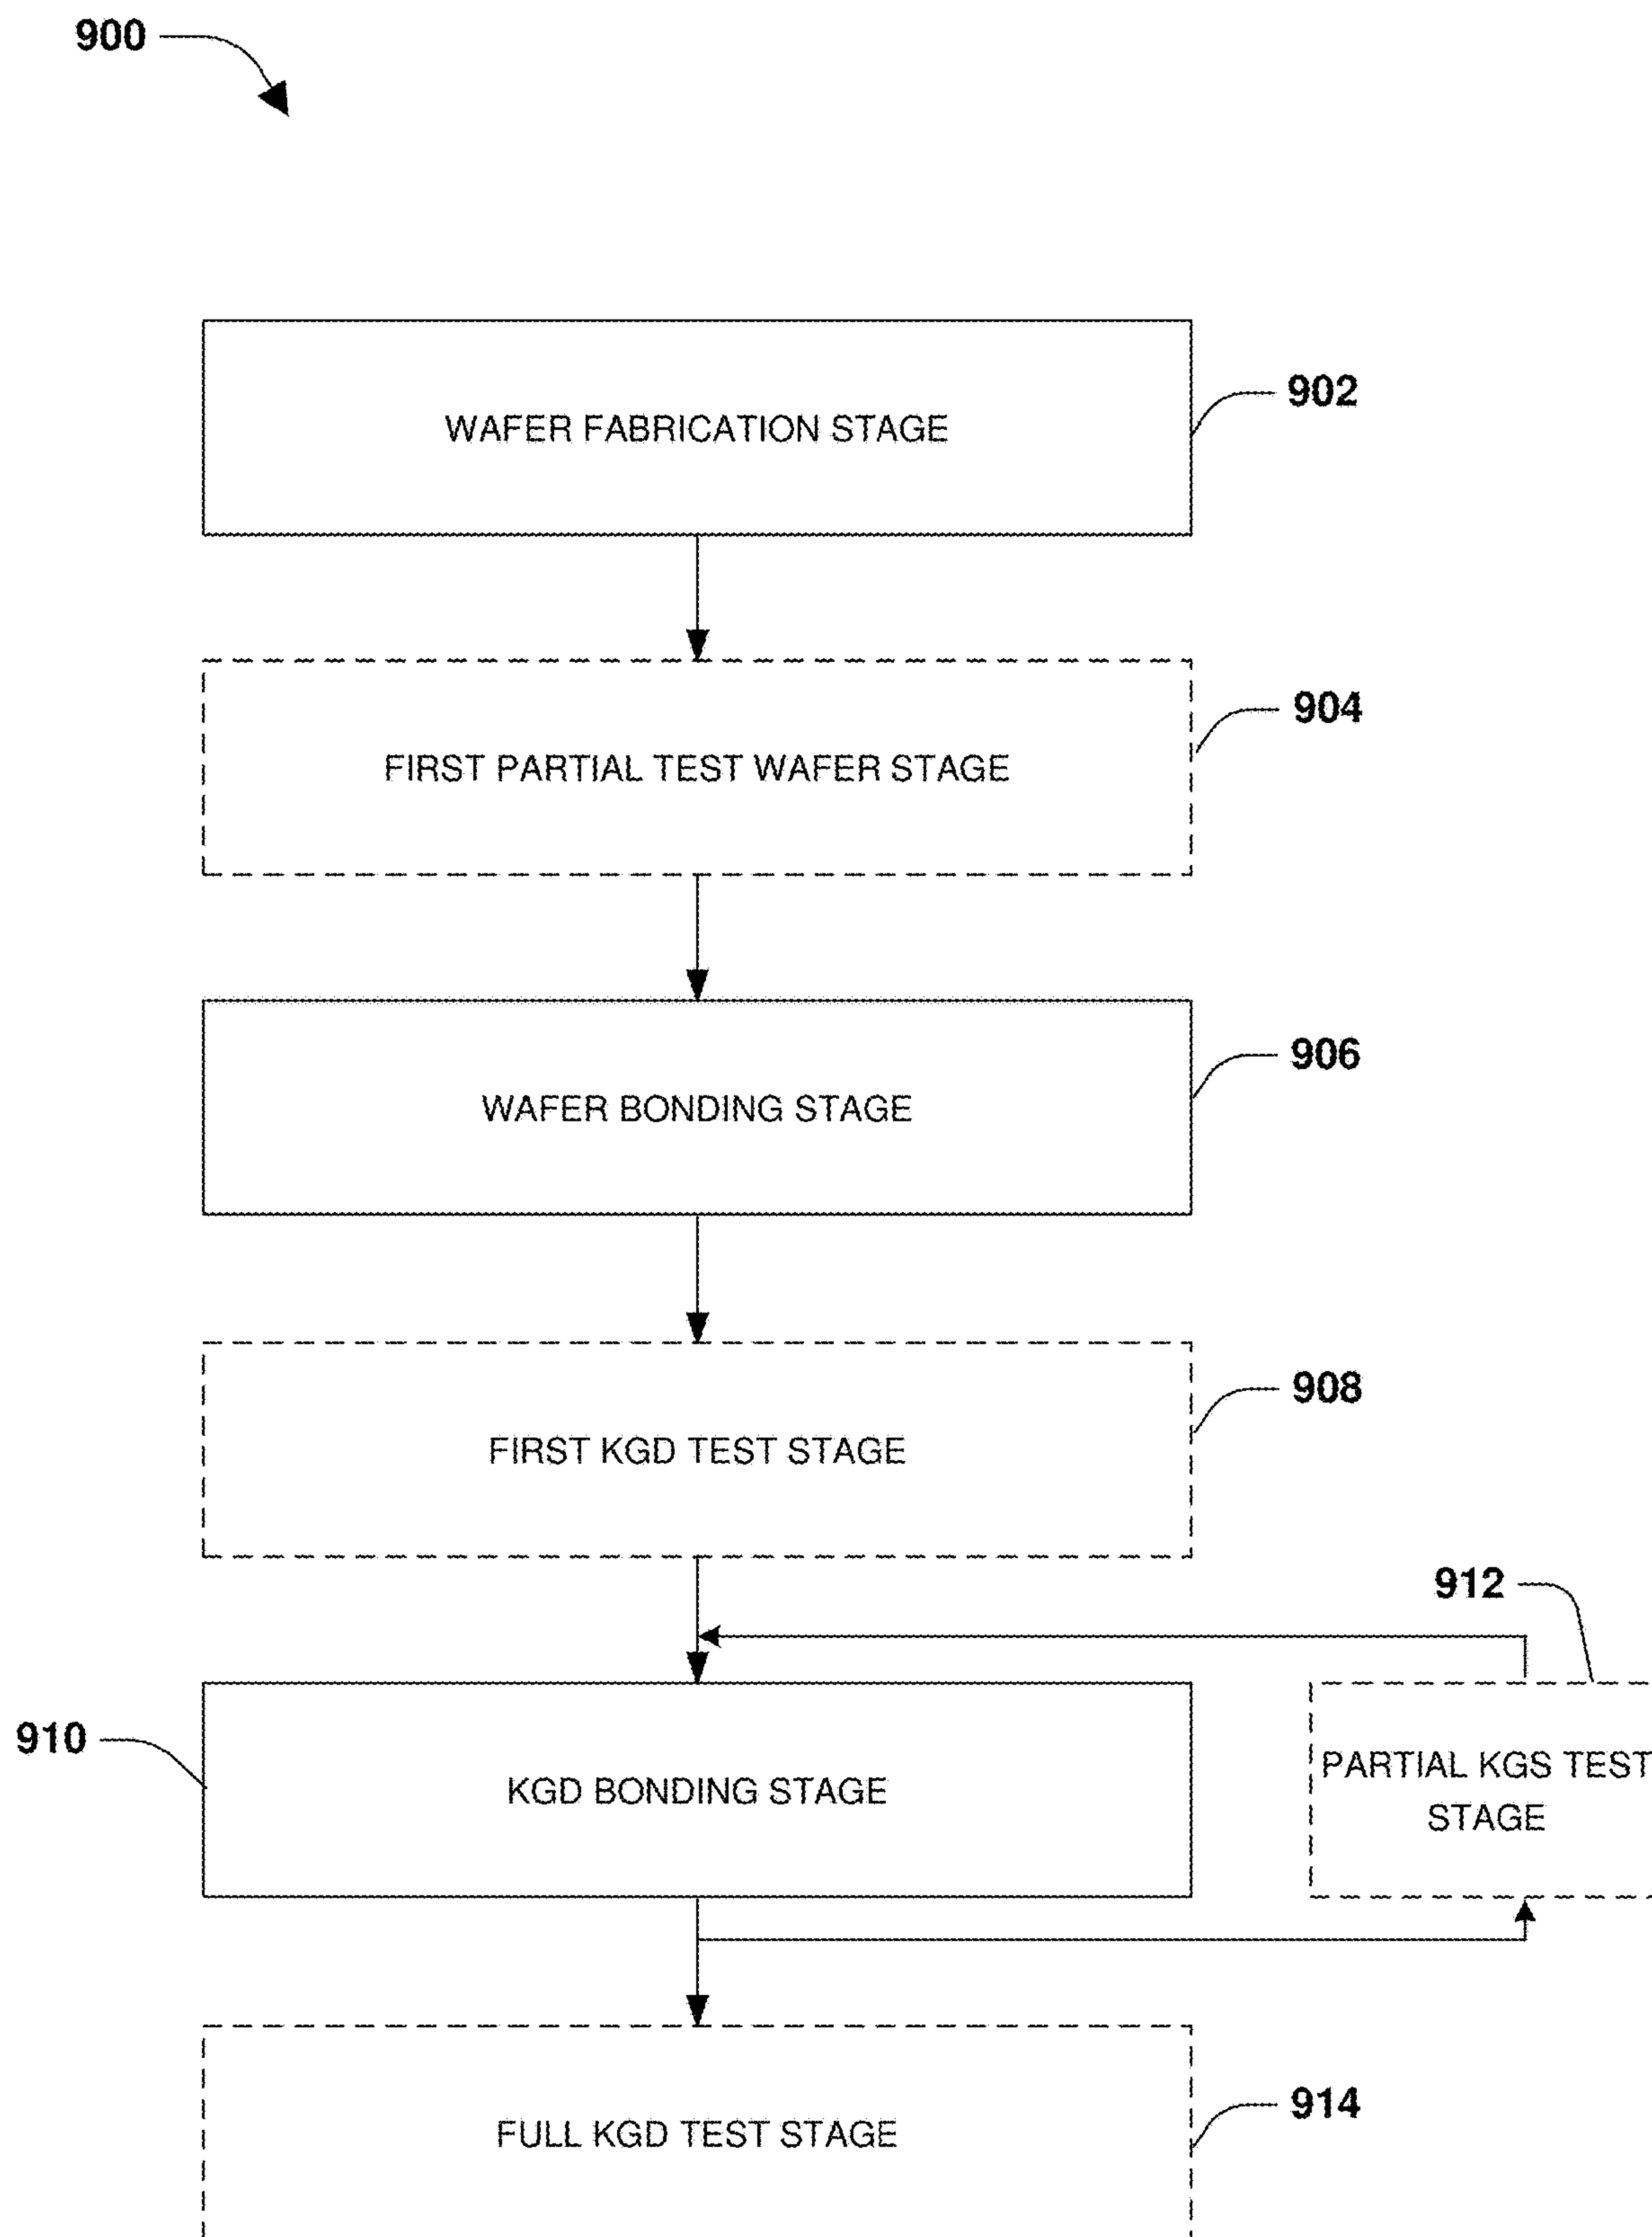 900
WAFER FABRICATION STAGE
902
FIRST PARTIAL TEST WAFER STAGE
904
WAFER BONDING STAGE
906
FIRST KGD TEST STAGE
908
912
910
KGD BONDING STAGE
PARTIAL KGS TEST
STAGE
FULL KGD TEST STAGE
914